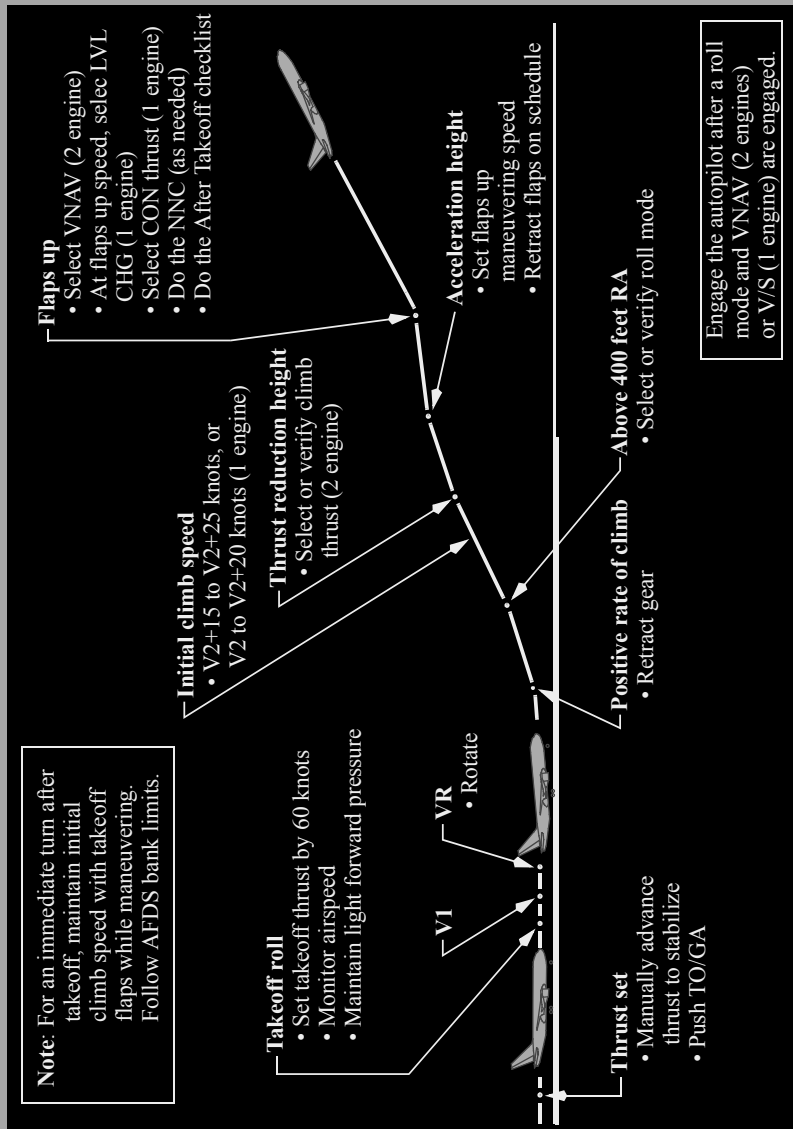 Note: For an immediate turn after
takeoff, maintain initial
climb speed with takeoff
flaps while maneuvering.
Follow AFDS bank limits.
Flaps up
• Select VNAV (2 engine)
• At flaps up speed, selec LVL
CHG (1 engine)
• Select CON thrust (1 engine)
• Do the NNC (as needed)
• Do the After Takeoff checklist
Initial climb speed
• V2+15 to V2+25 knots, or
V2 to V2+20 knots (1 engine)
Thrust reduction height
• Select or verify climb
thrust (2 engine)
Takeoff roll
• Set takeoff thrust by 60 knots
• Monitor airspeed
• Maintain light forward pressure
V1
VR
• Rotate
Acceleration height
• Set flaps up
maneuvering speed
• Retract flaps on schedule
Thrust set
• Manually advance
thrust to stabilize
• Push TO/GA
Positive rate of climb
• Retract gear
Above 400 feet RA
• Select or verify roll mode
Engage the autopilot after a roll
mode and VNAV (2 engines)
or V/S (1 engine) are engaged.